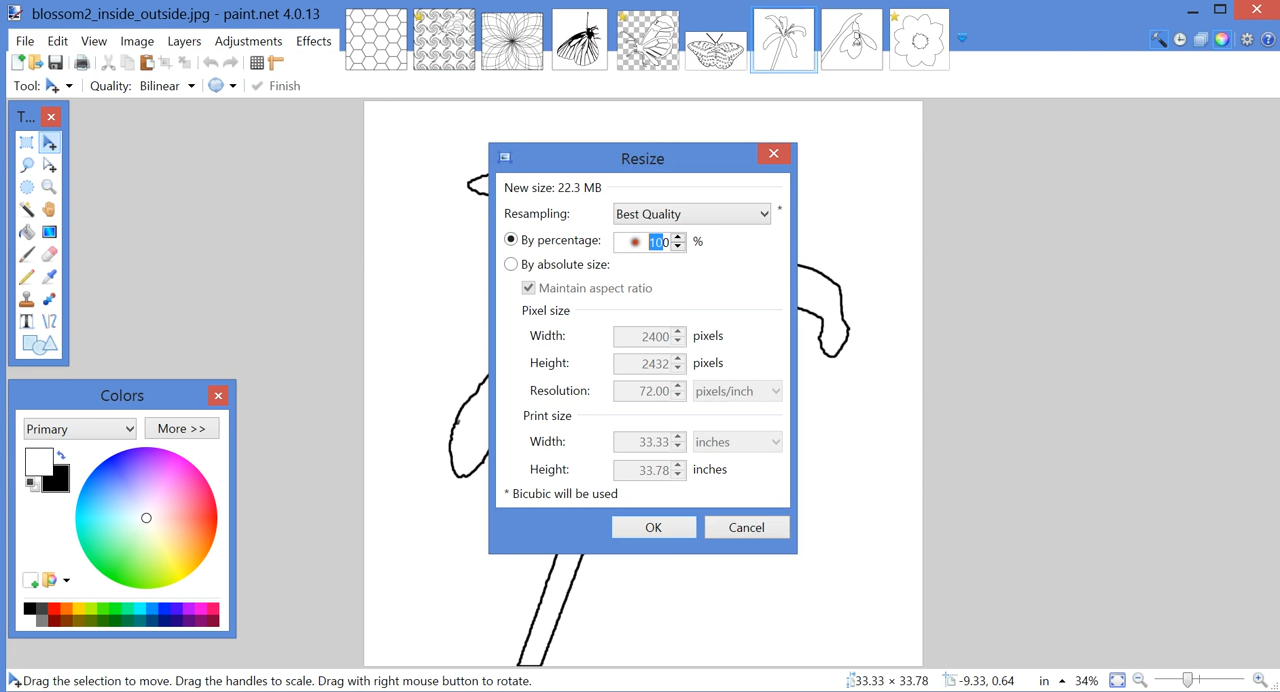 blossom2_inside_outside.jpg - paint.net 4.0.13
File Edit View Image Layers Adjustments Effects
Tool: Quality: Bilinear Finish
T...
Resize
New size: 22.3 MB
Resampling: Best Quality *
By percentage: 100 %
By absolute size:
Maintain aspect ratio
Pixel size
Width: 2400 pixels
Height: 2432 pixels
Resolution: 72.00 pixels/inch
Print size
Width: 33.33 inches
Height: 33.78 inches
* Bicubic will be used
OK Cancel
Colors
Primary More >>
Drag the selection to move. Drag the handles to scale. Drag with right mouse button to rotate. 33.33 × 33.78 -9.33, 0.64 in 34%